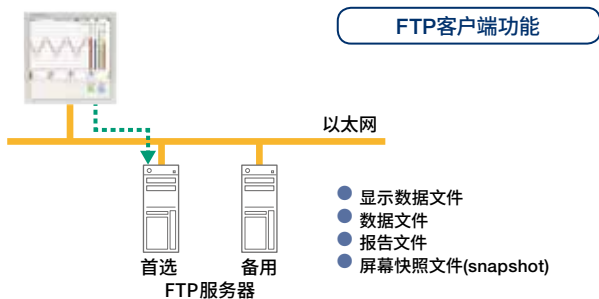 FTP客户端功能
以太网
首选
备用
FTP服务器
显示数据文件
数据文件
报告文件
屏幕快照文件(snapshot)